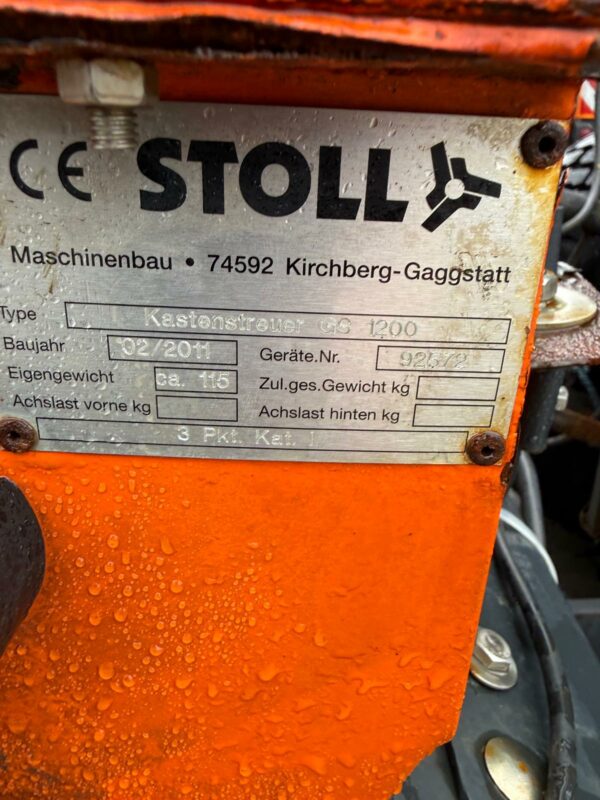 CE STOLL
Maschinenbau • 74592 Kirchberg-Gaggstatt
Type Kastenstreuer GS 1200
Baujahr 02/2011 Geräte.Nr. 92572
Eigengewicht ca. 115 Zul.ges.Gewicht kg
Achslast vorne kg Achslast hinten kg
3 Pkt. Kat. I